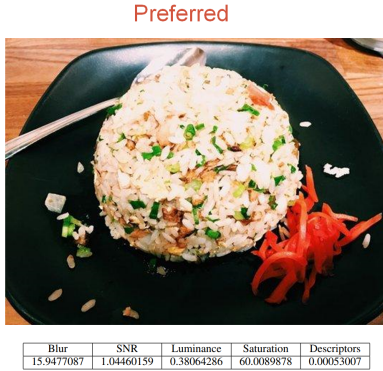 Preferred
Blur SNR Luminance Saturation Descriptors
15.9477087 1.04460159 0.38064286 60.0089878 0.00053007